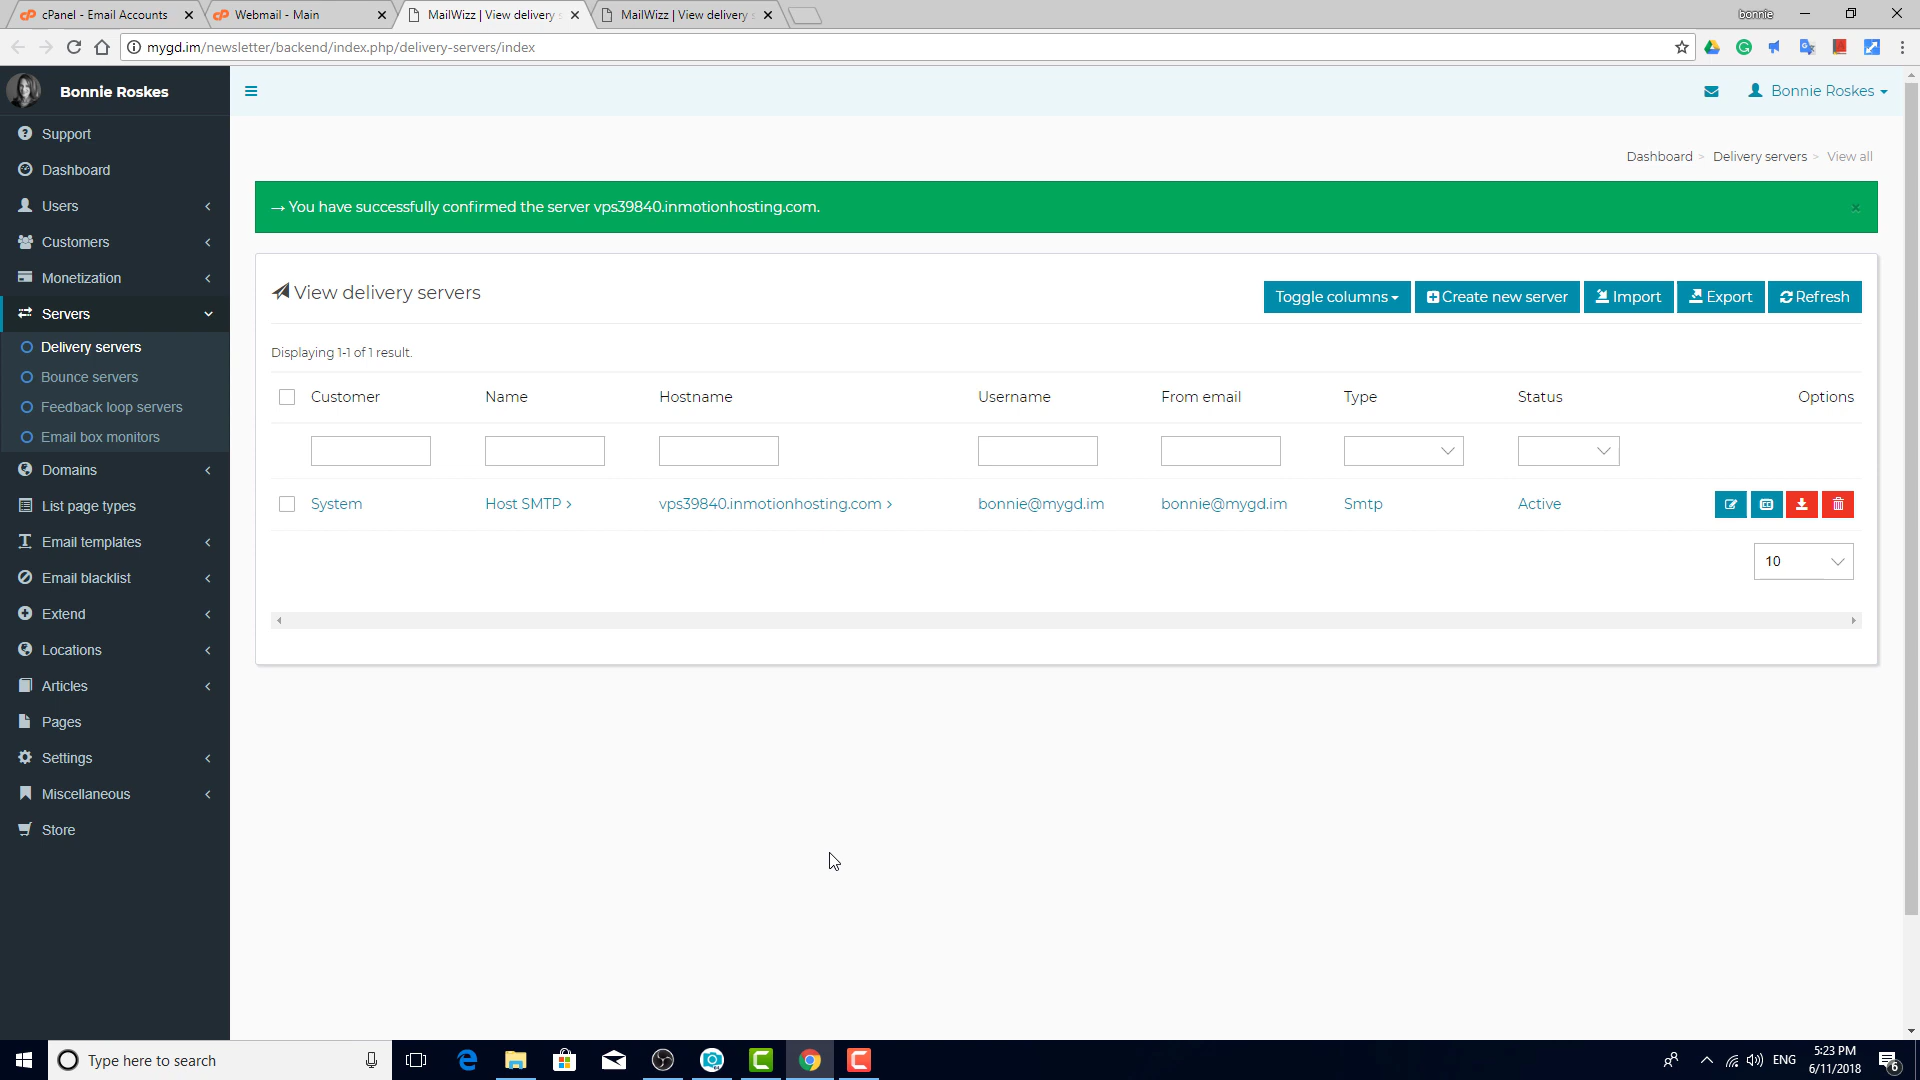 cPanel - Email Accounts
Webmail - Main
MailWizz | View delivery
MailWizz | View delivery
bonnie
mygd.im/newsletter/backend/index.php/delivery-servers/index
Bonnie Roskes
Bonnie Roskes
Support
Dashboard
Users
Customers
Monetization
Servers
Delivery servers
Bounce servers
Feedback loop servers
Email box monitors
Domains
List page types
Email templates
Email blacklist
Extend
Locations
Articles
Pages
Settings
Miscellaneous
Store
Dashboard > Delivery servers > View all
→ You have successfully confirmed the server vps39840.inmotionhosting.com.
×
View delivery servers
Toggle columns
Create new server
Import
Export
Refresh
Displaying 1-1 of 1 result.
Customer Name Hostname Username From email Type Status Options
System Host SMTP > vps39840.inmotionhosting.com > bonnie@mygd.im bonnie@mygd.im Smtp Active
10
Type here to search
ENG
5:23 PM
6/11/2018
6